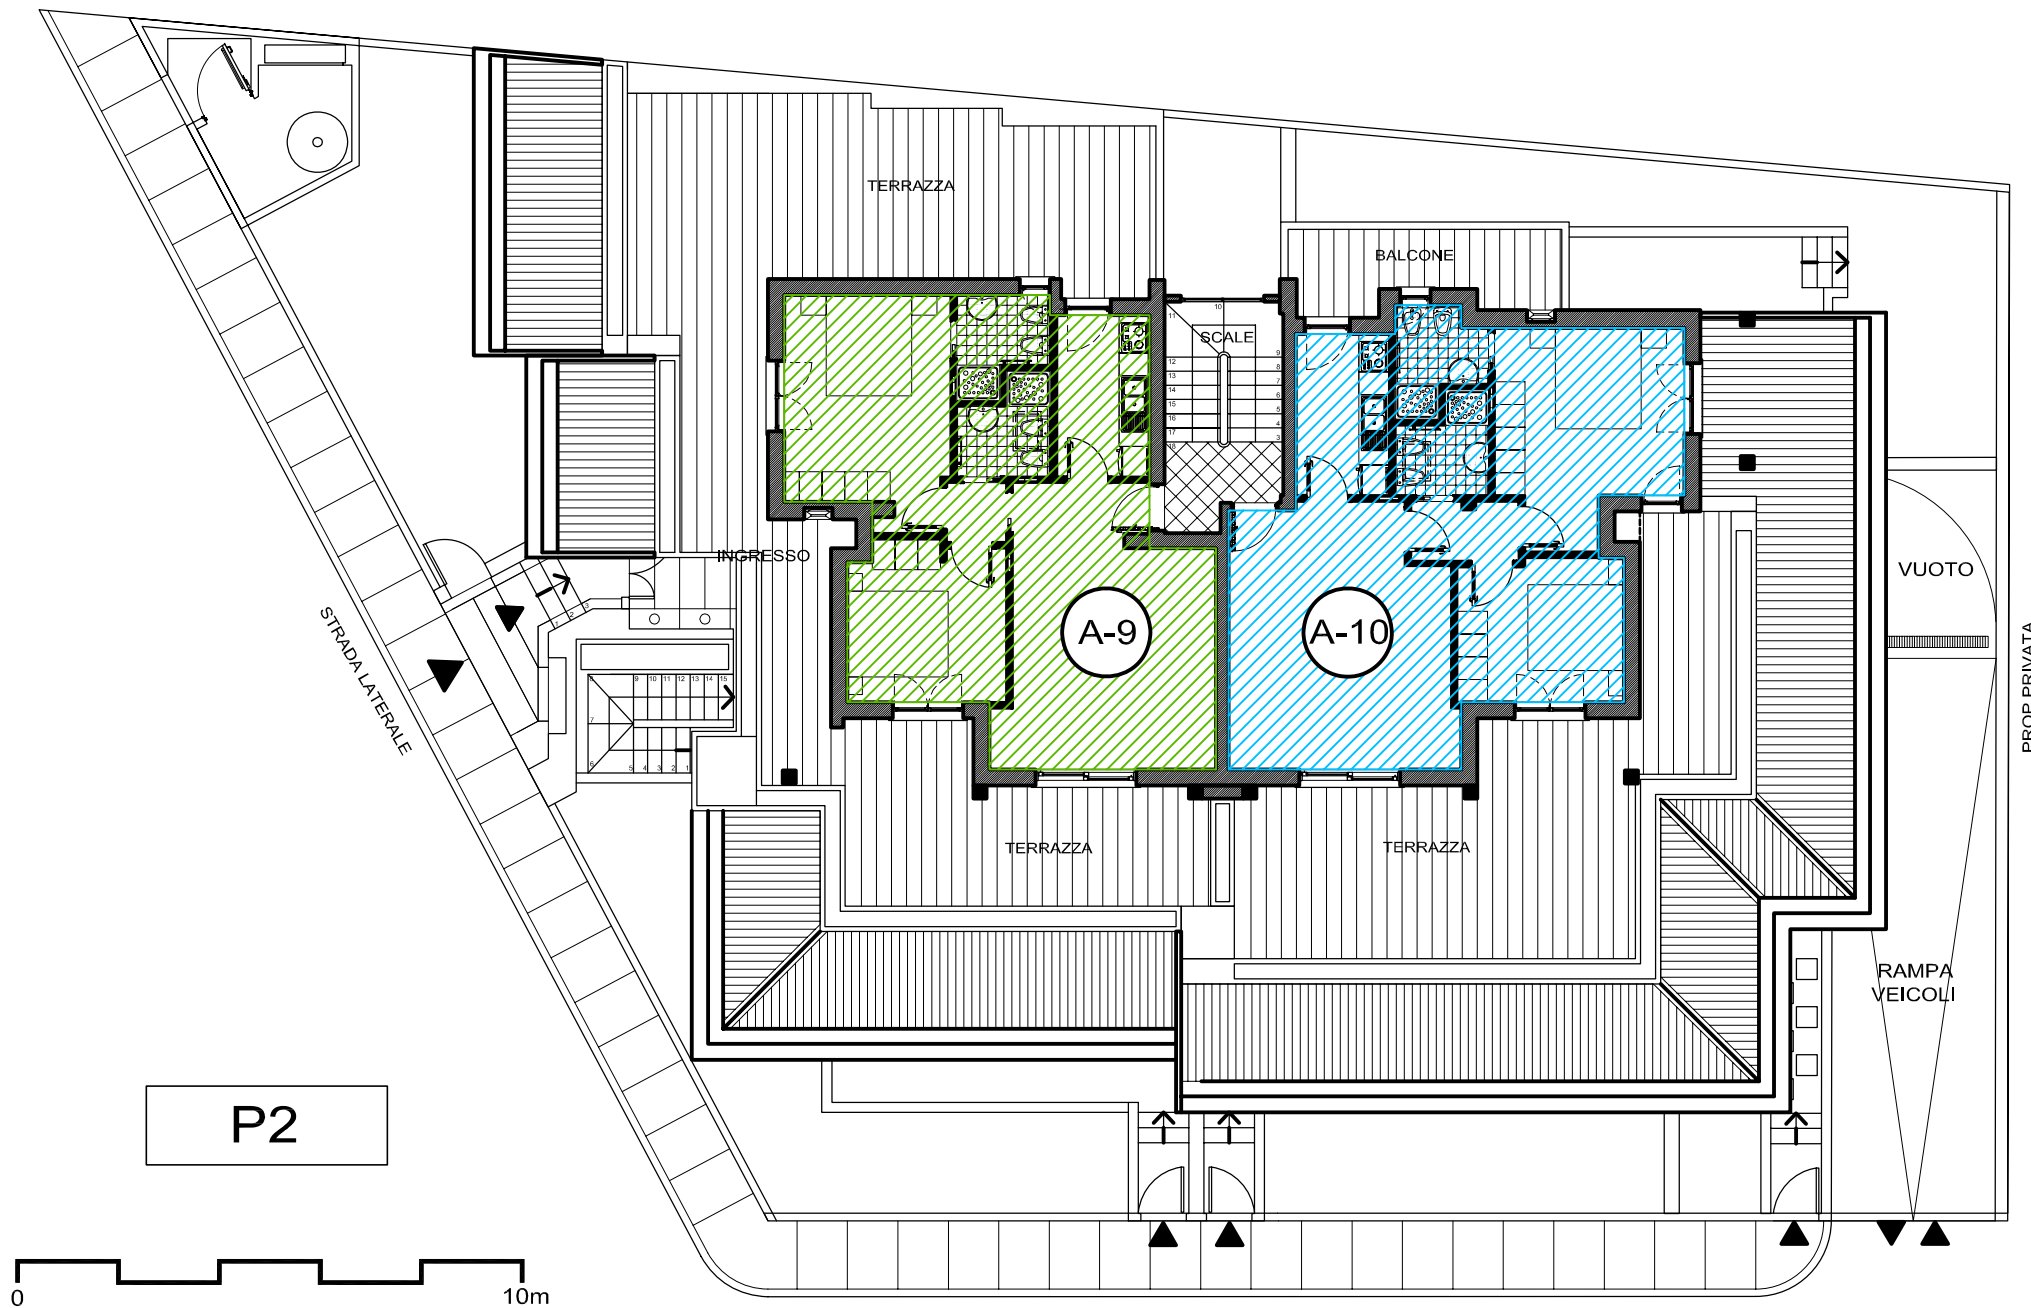 TERRAZZA
BALCONE
SCALE
INGRESSO
VUOTO
A-9
A-10
STRADA LATERALE
PROP PRIVATA
TERRAZZA
TERRAZZA
RAMPA
VEICOLI
P2
0
10m